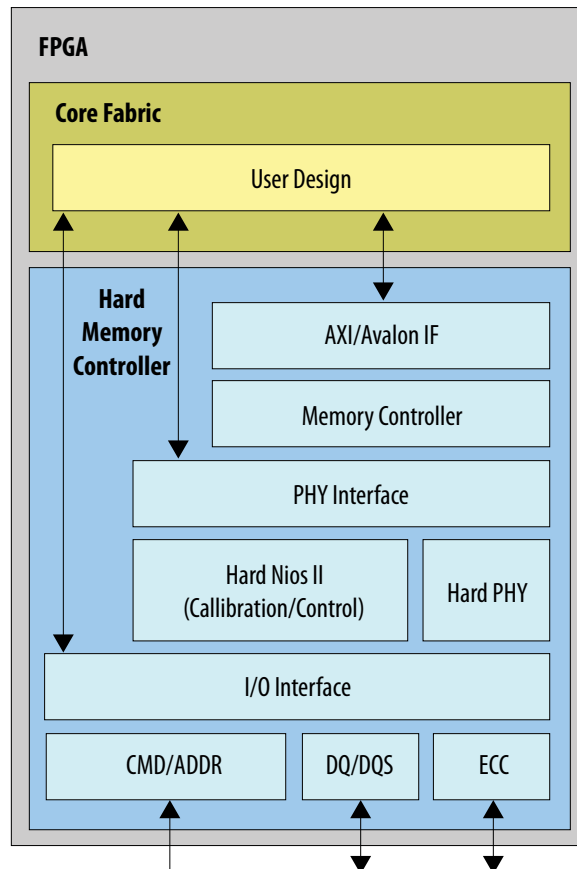 FPGA
Core Fabric
User Design
Hard
Memory
Controller
AXI/Avalon IF
Memory Controller
PHY Interface
Hard Nios II
(Callibration/Control)
Hard PHY
I/O Interface
CMD/ADDR
DQ/DQS
ECC